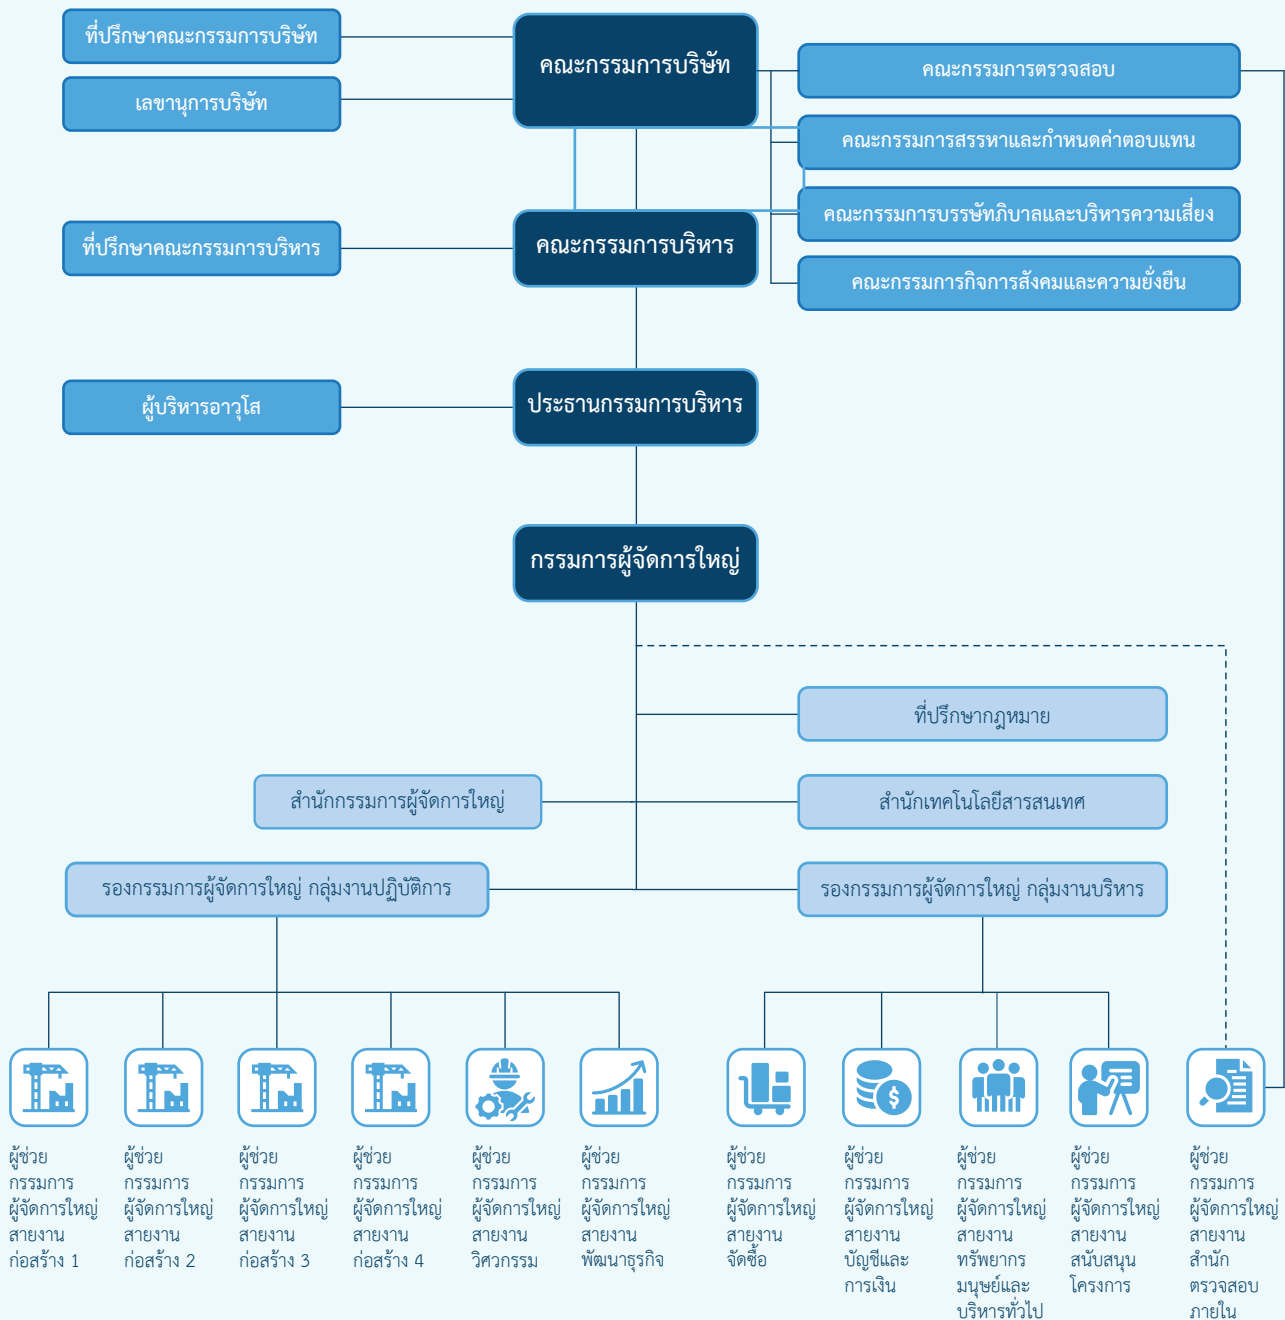 ที่ปรึกษาคณะกรรมการบริษัท
คณะกรรมการบริษัท
คณะกรรมการตรวจสอบ
เลขานุการบริษัท
คณะกรรมการสรรหาและกำหนดค่าตอบแทน
คณะกรรมการบรรษัทภิบาลและบริหารความเสี่ยง
ที่ปรึกษาคณะกรรมการบริหาร
คณะกรรมการบริหาร
คณะกรรมการกิจการสังคมและความยั่งยืน
ผู้บริหารอาวุโส
ประธานกรรมการบริหาร
กรรมการผู้จัดการใหญ่
ที่ปรึกษากฎหมาย
สำนักกรรมการผู้จัดการใหญ่
สำนักเทคโนโลยีสารสนเทศ
รองกรรมการผู้จัดการใหญ่ กลุ่มงานปฏิบัติการ
รองกรรมการผู้จัดการใหญ่ กลุ่มงานบริหาร
ผู้ช่วย
กรรมการ
ผู้จัดการใหญ่
สายงาน
ก่อสร้าง 1
ผู้ช่วย
กรรมการ
ผู้จัดการใหญ่
สายงาน
ก่อสร้าง 2
ผู้ช่วย
กรรมการ
ผู้จัดการใหญ่
สายงาน
ก่อสร้าง 3
ผู้ช่วย
กรรมการ
ผู้จัดการใหญ่
สายงาน
ก่อสร้าง 4
ผู้ช่วย
กรรมการ
ผู้จัดการใหญ่
สายงาน
วิศวกรรม
ผู้ช่วย
กรรมการ
ผู้จัดการใหญ่
สายงาน
พัฒนาธุรกิจ
ผู้ช่วย
กรรมการ
ผู้จัดการใหญ่
สายงาน
จัดซื้อ
ผู้ช่วย
กรรมการ
ผู้จัดการใหญ่
สายงาน
บัญชีและ
การเงิน
ผู้ช่วย
กรรมการ
ผู้จัดการใหญ่
สายงาน
ทรัพยากร
มนุษย์และ
บริหารทั่วไป
ผู้ช่วย
กรรมการ
ผู้จัดการใหญ่
สายงาน
สนับสนุน
โครงการ
ผู้ช่วย
กรรมการ
ผู้จัดการใหญ่
สายงาน
สำนัก
ตรวจสอบ
ภายใน